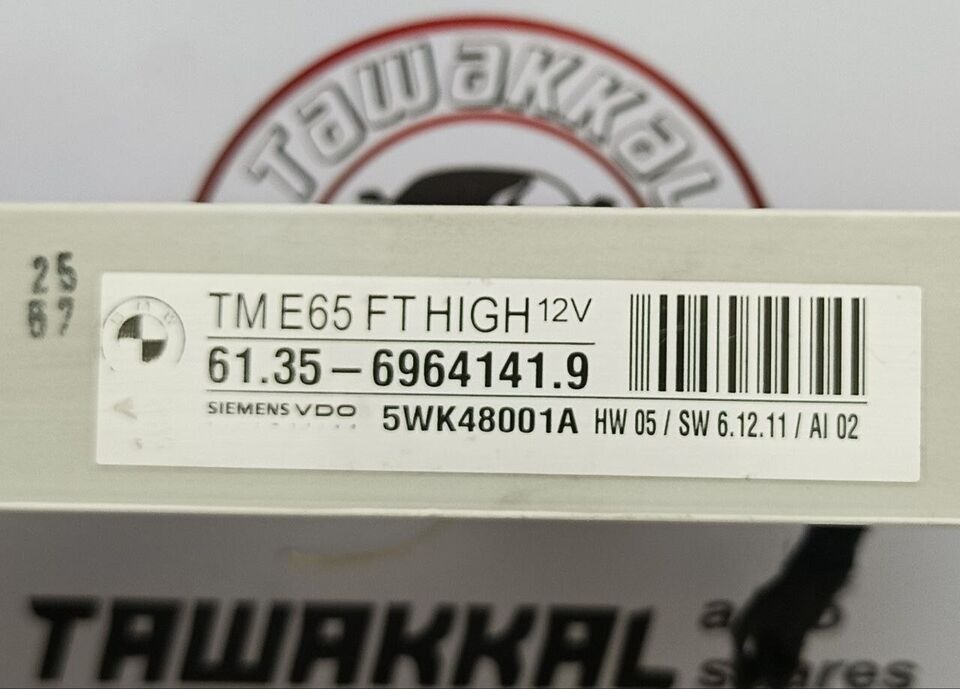 TAWAKKAL
25
67
TM E65 FT HIGH 12V
61.35 – 6964141.9
SIEMENS VDO 5WK48001A HW 05 / SW 6.12.11 / AI 02
TAWAKKAL